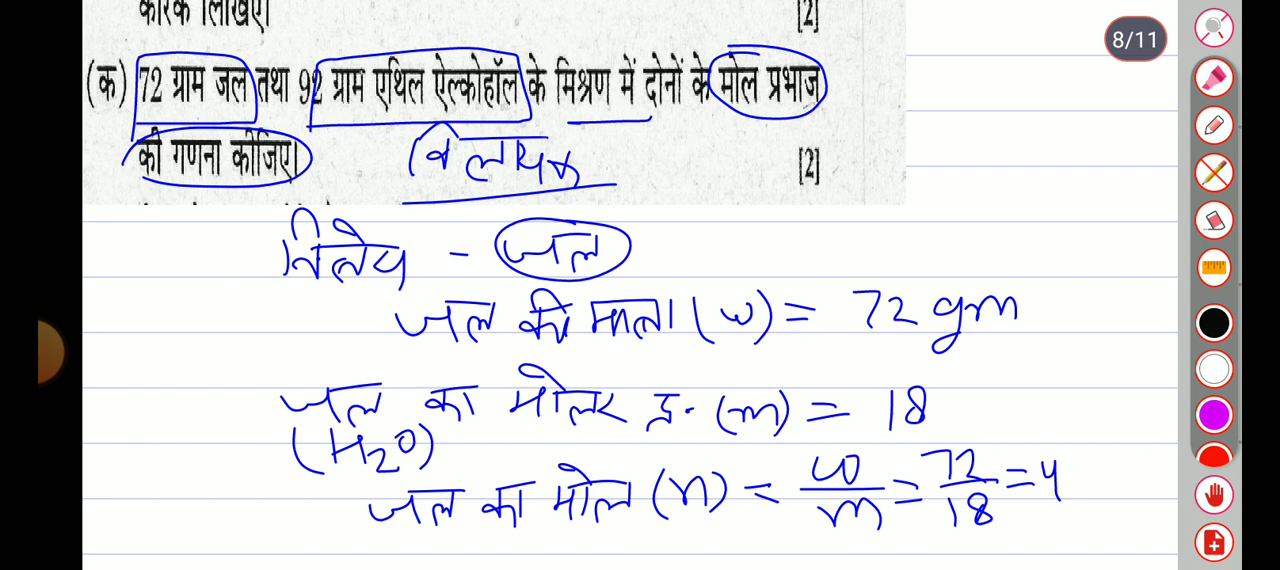 कारक लिखिए। [2]
8/11
(क) 72 ग्राम जल तथा 92 ग्राम एथिल ऐल्कोहॉल के मिश्रण में दोनों के मोल प्रभाज
की गणना कीजिए। [2]
विलयक
विलेय - जल
जल की मात्रा (w) = 72 gm
जल का मोलर द्र. (m) = 18
(H₂O)
जल का मोल (n) = w/m = 72/18 = 4